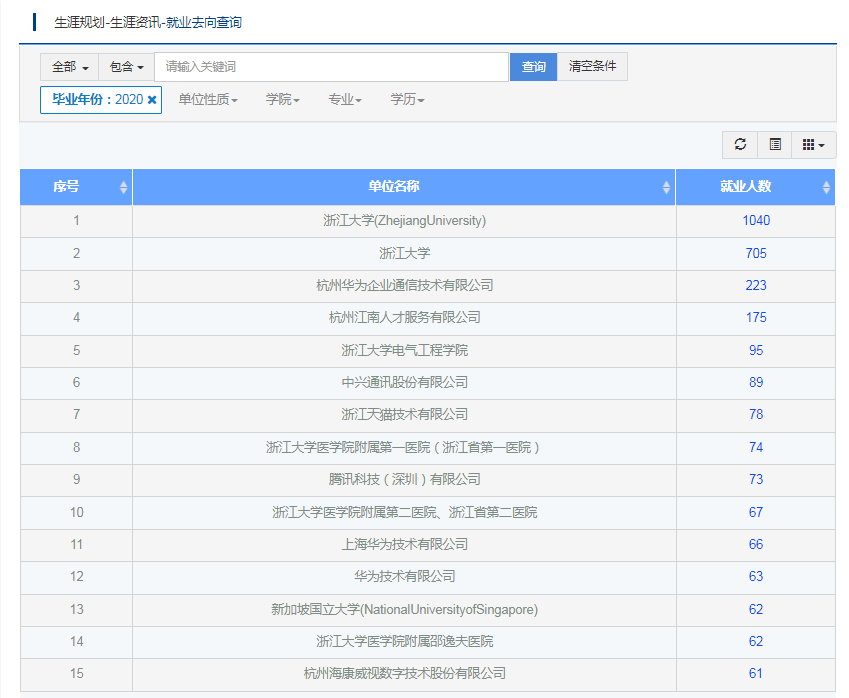 生涯规划-生涯资讯-就业去向查询
全部 包含 请输入关键词 查询 清空条件
毕业年份：2020 × 单位性质 学院 专业 学历
序号 单位名称 就业人数
1 浙江大学(ZhejiangUniversity) 1040
2 浙江大学 705
3 杭州华为企业通信技术有限公司 223
4 杭州江南人才服务有限公司 175
5 浙江大学电气工程学院 95
6 中兴通讯股份有限公司 89
7 浙江天猫技术有限公司 78
8 浙江大学医学院附属第一医院（浙江省第一医院） 74
9 腾讯科技（深圳）有限公司 73
10 浙江大学医学院附属第二医院、浙江省第二医院 67
11 上海华为技术有限公司 66
12 华为技术有限公司 63
13 新加坡国立大学(NationalUniversityofSingapore) 62
14 浙江大学医学院附属邵逸夫医院 62
15 杭州海康威视数字技术股份有限公司 61